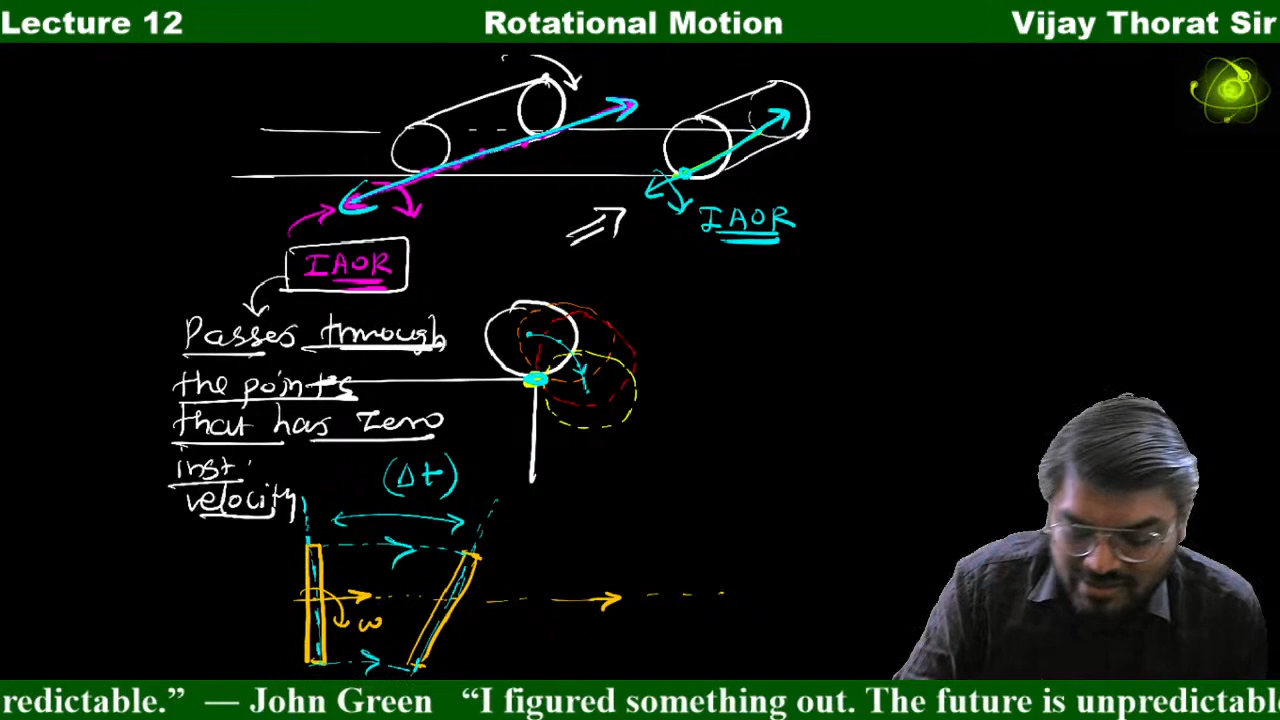 Lecture 12 Rotational Motion Vijay Thorat Sir
IAOR
IAOR
Passes through
the points
that has zero
inst.
velocity
(Δt)
ω
redictable.” — John Green “I figured something out. The future is unpredictabl